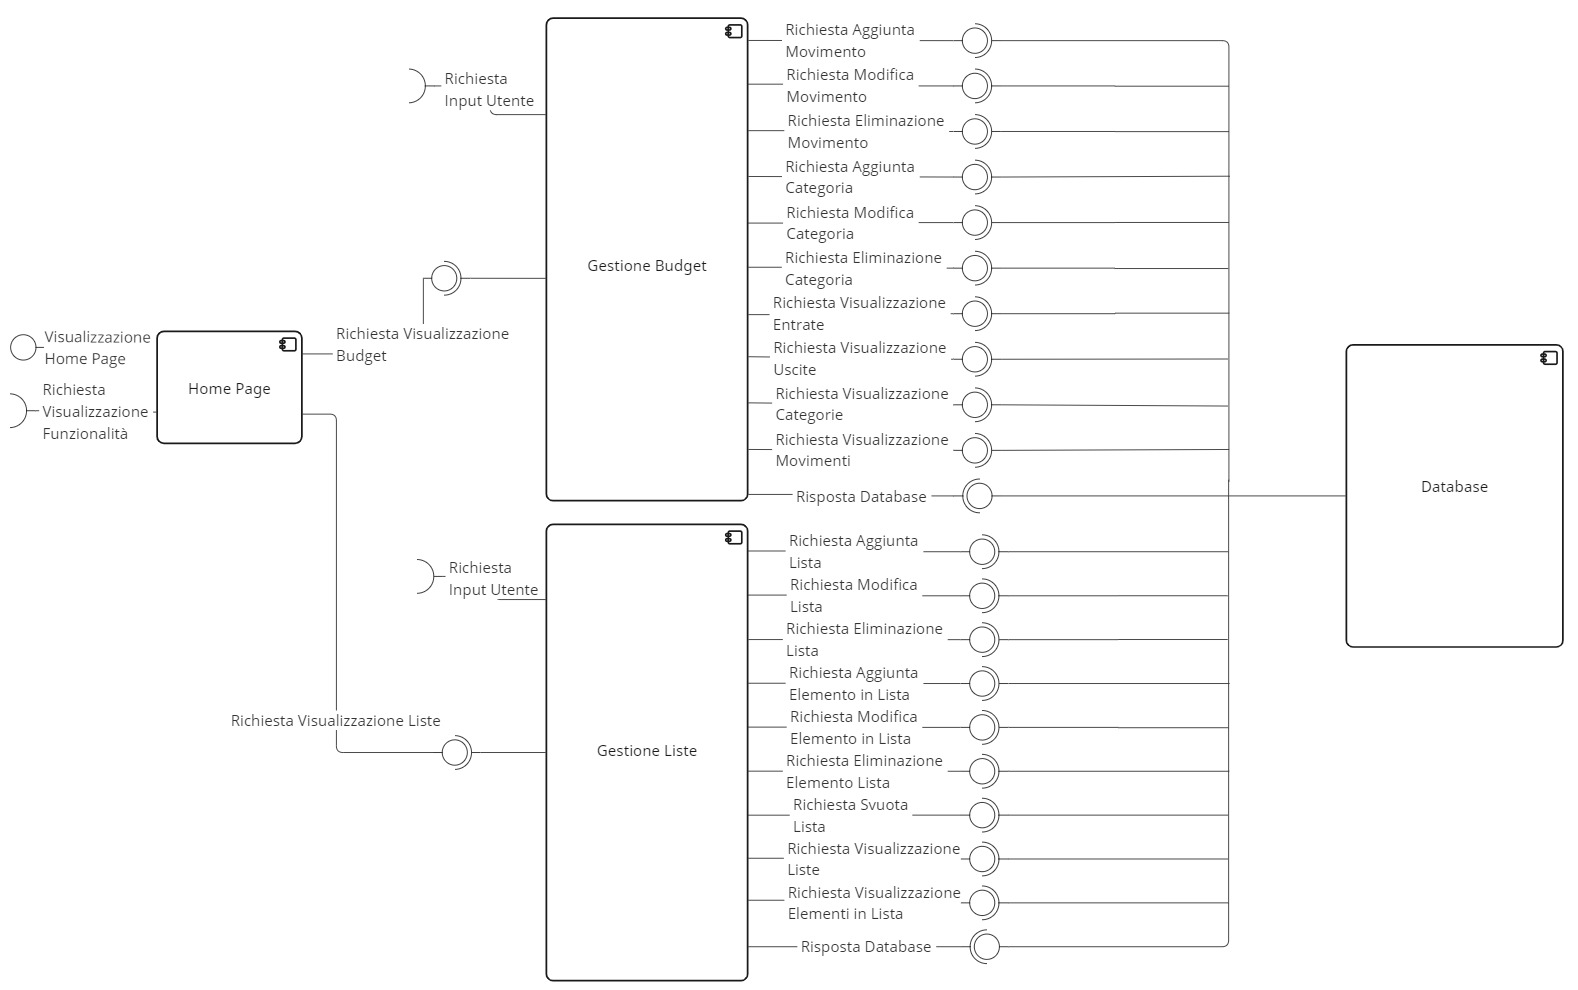 Visualizzazione
Home Page
Richiesta
Visualizzazione
Funzionalità
Home Page
Richiesta Visualizzazione
Budget
Richiesta Visualizzazione Liste
Richiesta
Input Utente
Gestione Budget
Richiesta Aggiunta
Movimento
Richiesta Modifica
Movimento
Richiesta Eliminazione
Movimento
Richiesta Aggiunta
Categoria
Richiesta Modifica
Categoria
Richiesta Eliminazione
Categoria
Richiesta Visualizzazione
Entrate
Richiesta Visualizzazione
Uscite
Richiesta Visualizzazione
Categorie
Richiesta Visualizzazione
Movimenti
Risposta Database
Richiesta
Input Utente
Gestione Liste
Richiesta Aggiunta
Lista
Richiesta Modifica
Lista
Richiesta Eliminazione
Lista
Richiesta Aggiunta
Elemento in Lista
Richiesta Modifica
Elemento in Lista
Richiesta Eliminazione
Elemento Lista
Richiesta Svuota
Lista
Richiesta Visualizzazione
Liste
Richiesta Visualizzazione
Elementi in Lista
Risposta Database
Database